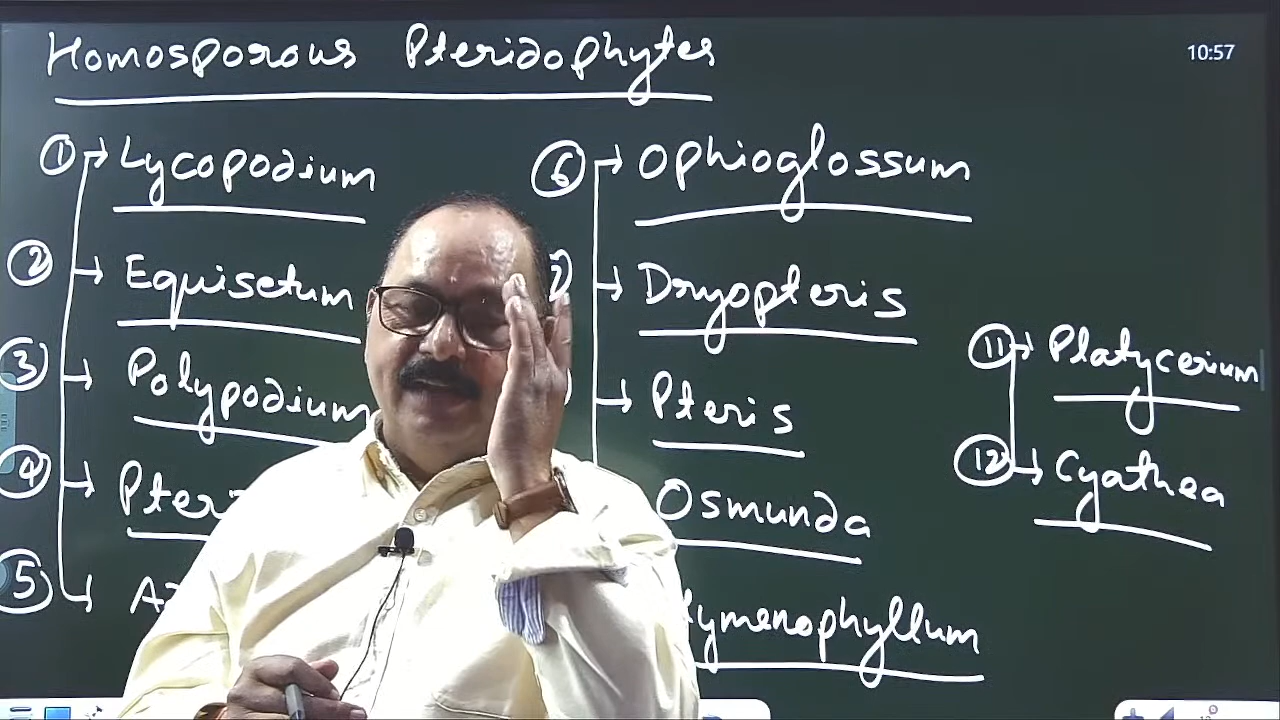 Homosporous Pteridophytes
10:57
① Lycopodium
② Equisetum
③ Polypodium
④
⑤
⑥ Ophioglossum
Dryopteris
Pteris
Osmunda
⑪ Platycerium
⑫ Cyathea